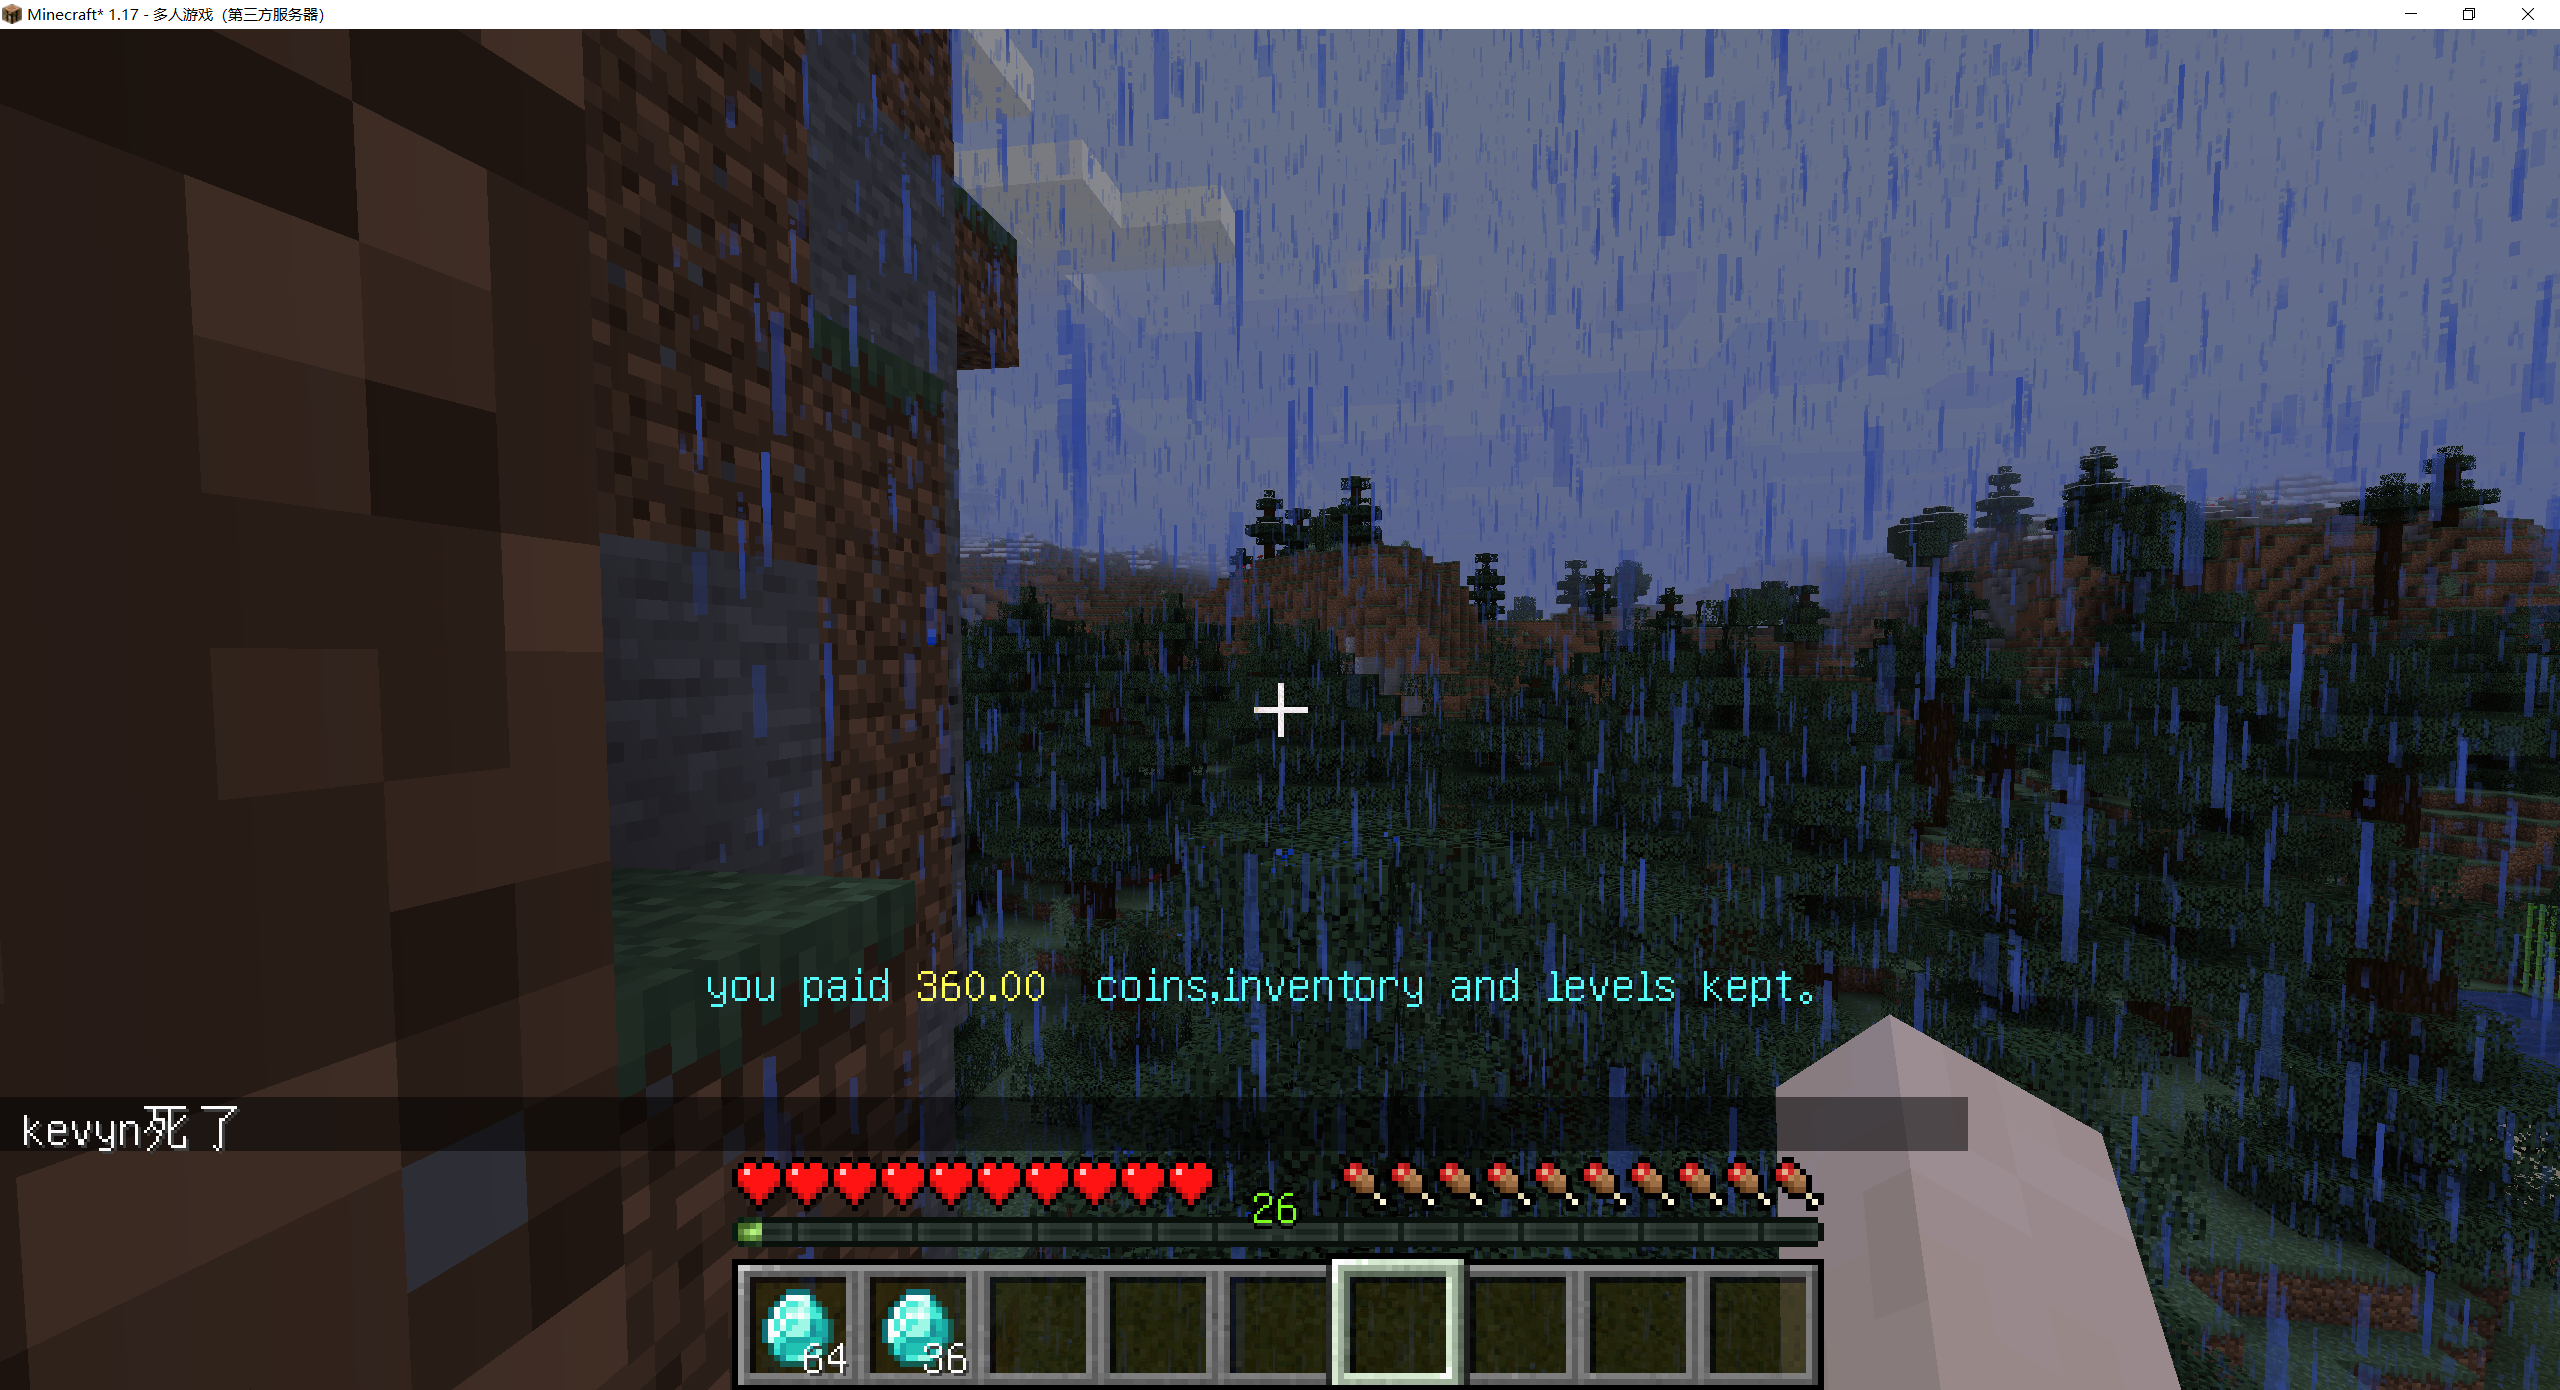 Minecraft* 1.17 - 多人游戏（第三方服务器）
you paid 360.00 coins,inventory and levels kept。
kevyn死了
26
64 36